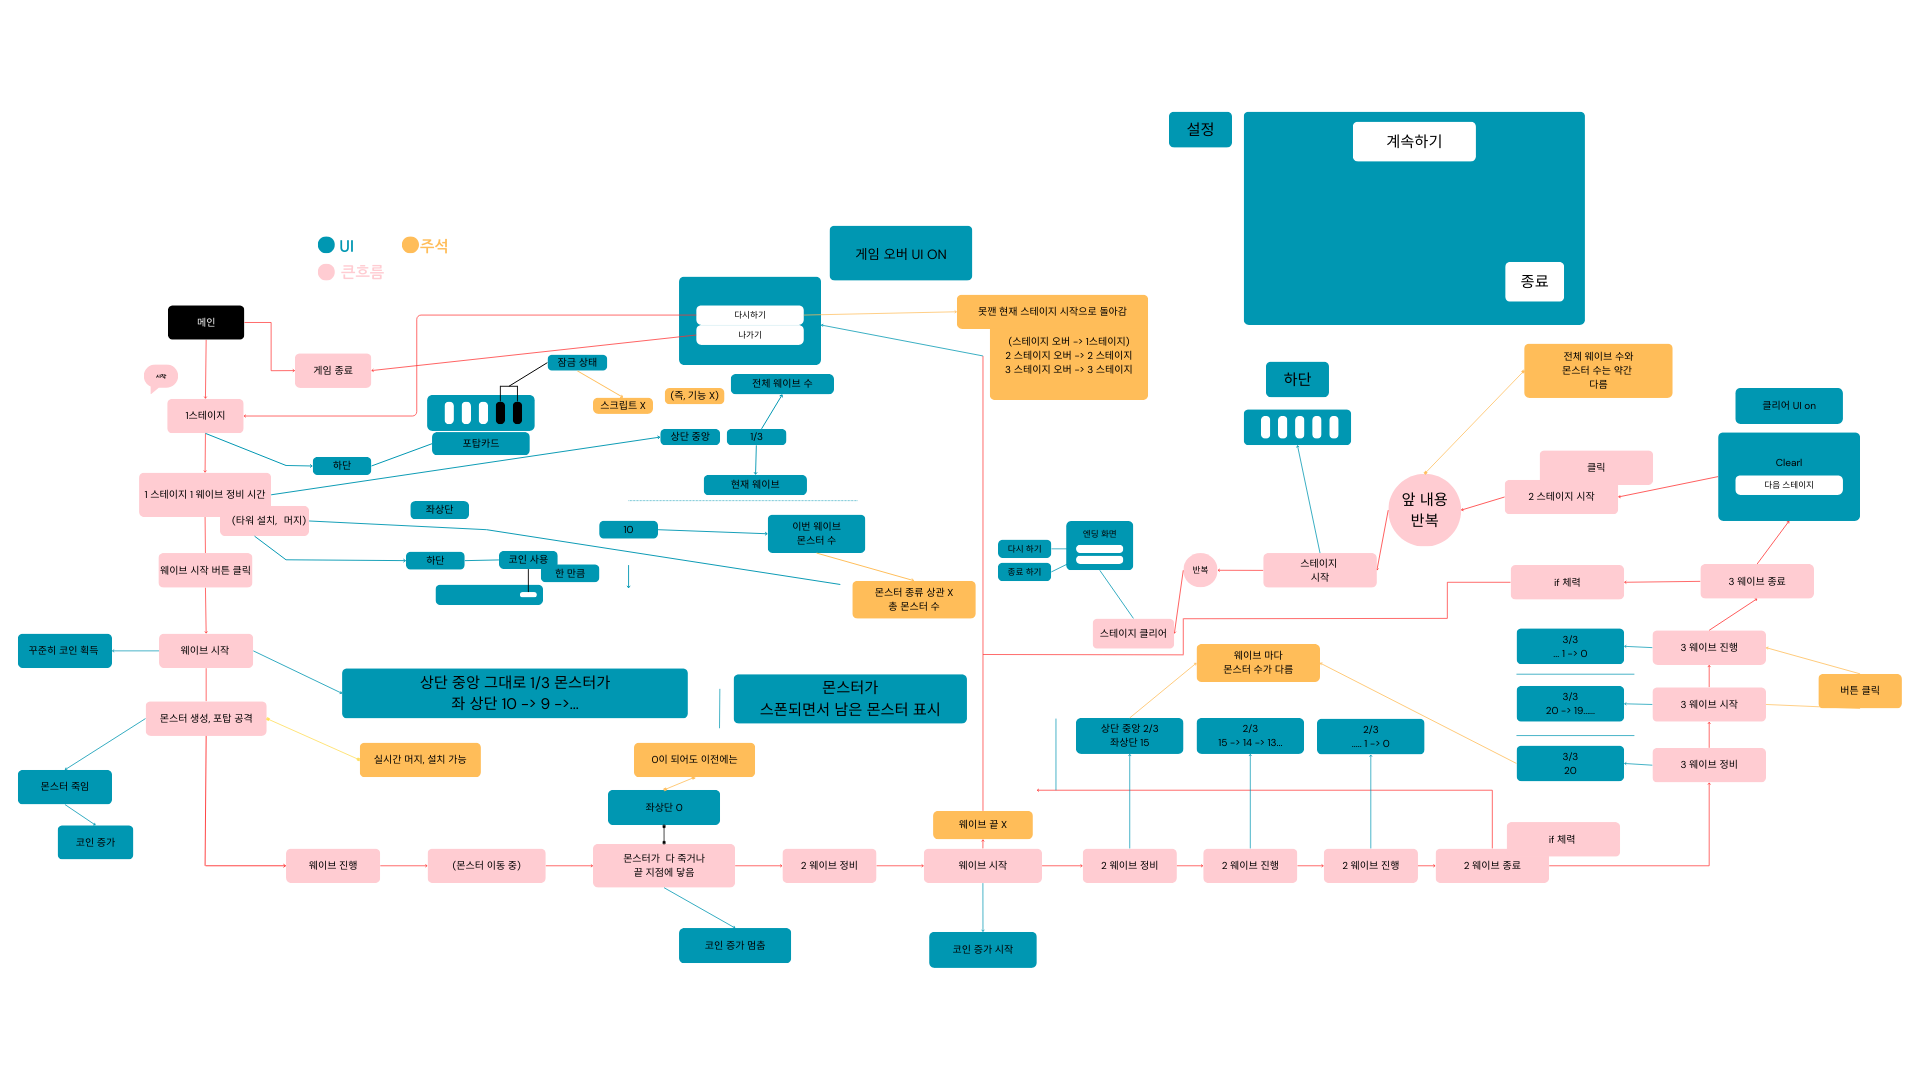 설정
계속하기
종료
UI
주석
큰흐름
게임 오버 UI ON
다시하기
나가기
못깬 현재 스테이지 시작으로 돌아감
(스테이지 오버 -> 1스테이지)
2 스테이지 오버 -> 2 스테이지
3 스테이지 오버 -> 3 스테이지
메인
시작
게임 종료
1스테이지
잠금 상태
스크립트 X
(즉, 기능 X)
전체 웨이브 수
포탑카드
하단
상단 중앙
1/3
현재 웨이브
1 스테이지 1 웨이브 정비 시간
(타워 설치, 머지)
좌상단
10
이번 웨이브
몬스터 수
하단
코인 사용
한 만큼
몬스터 종류 상관 X
총 몬스터 수
웨이브 시작 버튼 클릭
꾸준히 코인 획득
웨이브 시작
상단 중앙 그대로 1/3 몬스터가
좌 상단 10 -> 9 ->...
몬스터가
스폰되면서 남은 몬스터 표시
몬스터 생성, 포탑 공격
실시간 머지, 설치 가능
몬스터 죽임
코인 증가
0이 되어도 이전에는
좌상단 0
웨이브 진행
(몬스터 이동 중)
몬스터가 다 죽거나
끝 지점에 닿음
코인 증가 멈춤
2 웨이브 정비
웨이브 끝 X
웨이브 시작
코인 증가 시작
2 웨이브 정비
2 웨이브 진행
2 웨이브 진행
2 웨이브 종료
if 체력
상단 중앙 2/3
좌상단 15
2/3
15 -> 14 -> 13...
2/3
..... 1 -> 0
웨이브 마다
몬스터 수가 다름
3/3
20
3 웨이브 정비
3/3
20 -> 19......
3 웨이브 시작
3/3
... 1 -> 0
3 웨이브 진행
버튼 클릭
3 웨이브 종료
if 체력
클리어 UI on
Clear!
다음 스테이지
클릭
2 스테이지 시작
앞 내용
반복
전체 웨이브 수와
몬스터 수는 약간
다름
하단
스테이지
시작
반복
스테이지 클리어
엔딩 화면
다시 하기
종료 하기